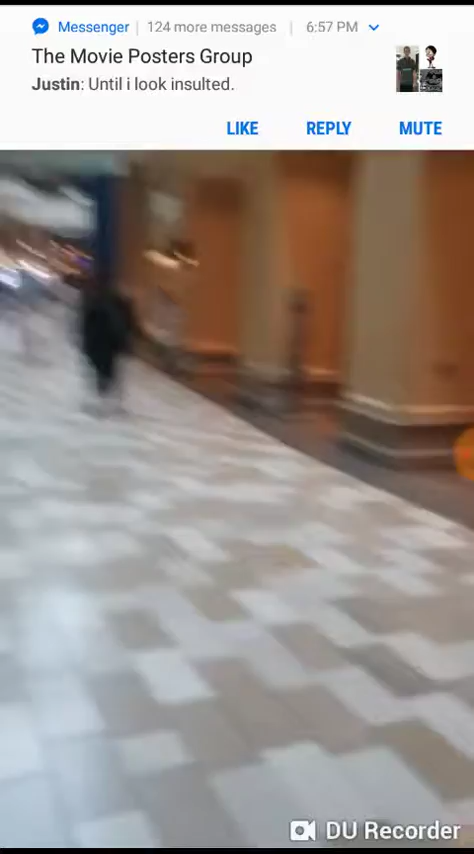 Messenger | 124 more messages | 6:57 PM
The Movie Posters Group
Justin: Until i look insulted.
LIKE REPLY MUTE
DU Recorder